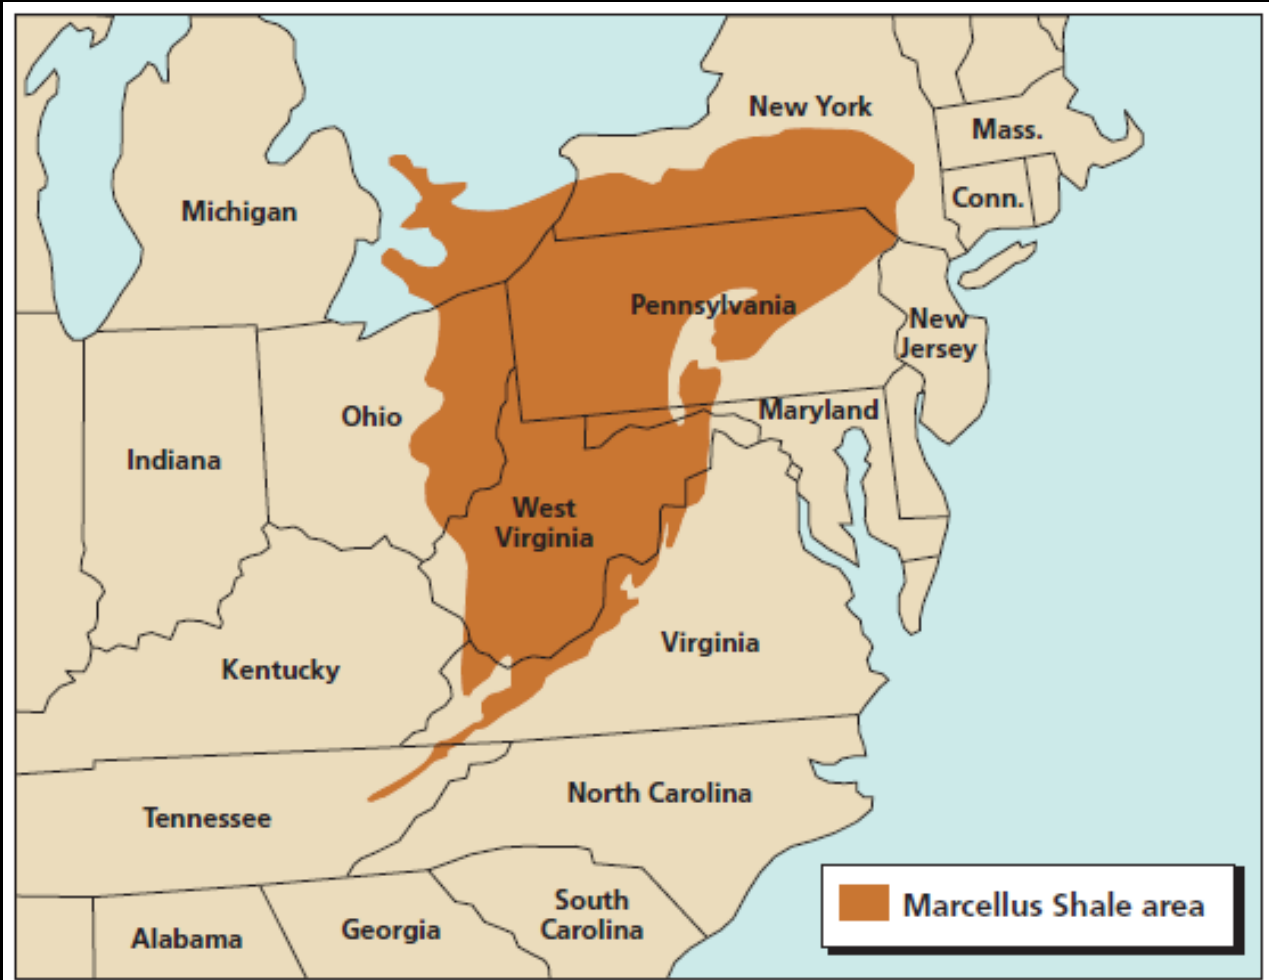 New York
Mass.
Michigan
Conn.
Pennsylvania
New
Jersey
Ohio
Maryland
Indiana
West
Virginia
Virginia
Kentucky
North Carolina
Tennessee
South
Carolina
Marcellus Shale area
Georgia
Alabama